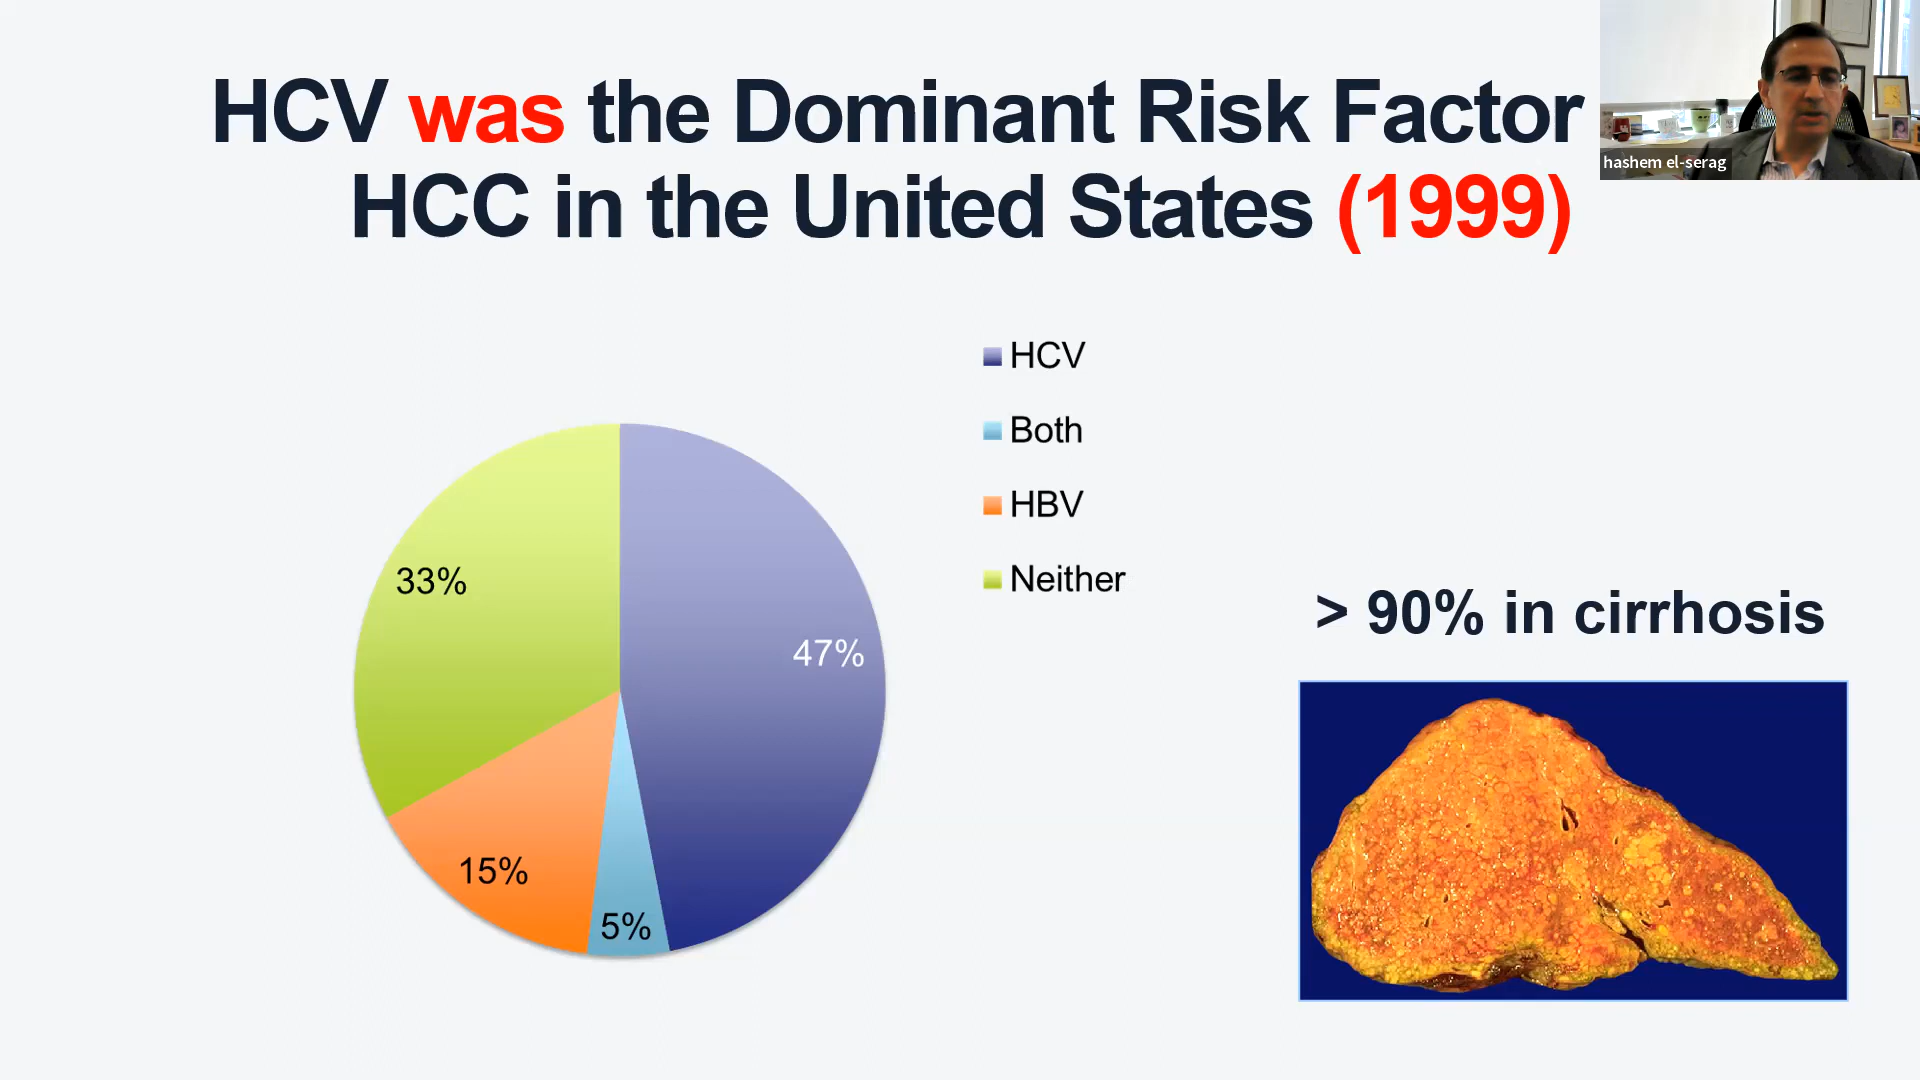 HCV was the Dominant Risk Factor
HCC in the United States (1999)
hashem el-serag
HCV
Both
HBV
Neither
33%
47%
15%
5%
> 90% in cirrhosis